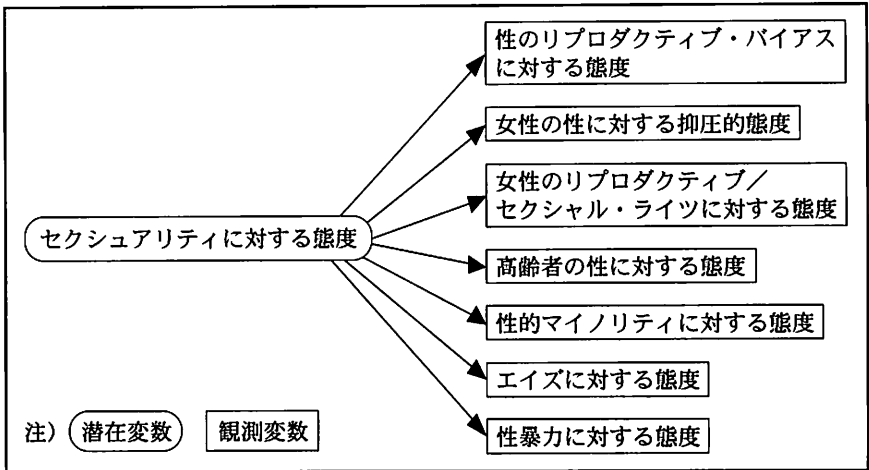 性のリプロダクティブ・バイアス
に対する態度
女性の性に対する抑圧的態度
女性のリプロダクティブ／
セクシャル・ライツに対する態度
セクシュアリティに対する態度
高齢者の性に対する態度
性的マイノリティに対する態度
エイズに対する態度
性暴力に対する態度
注） 潜在変数 観測変数